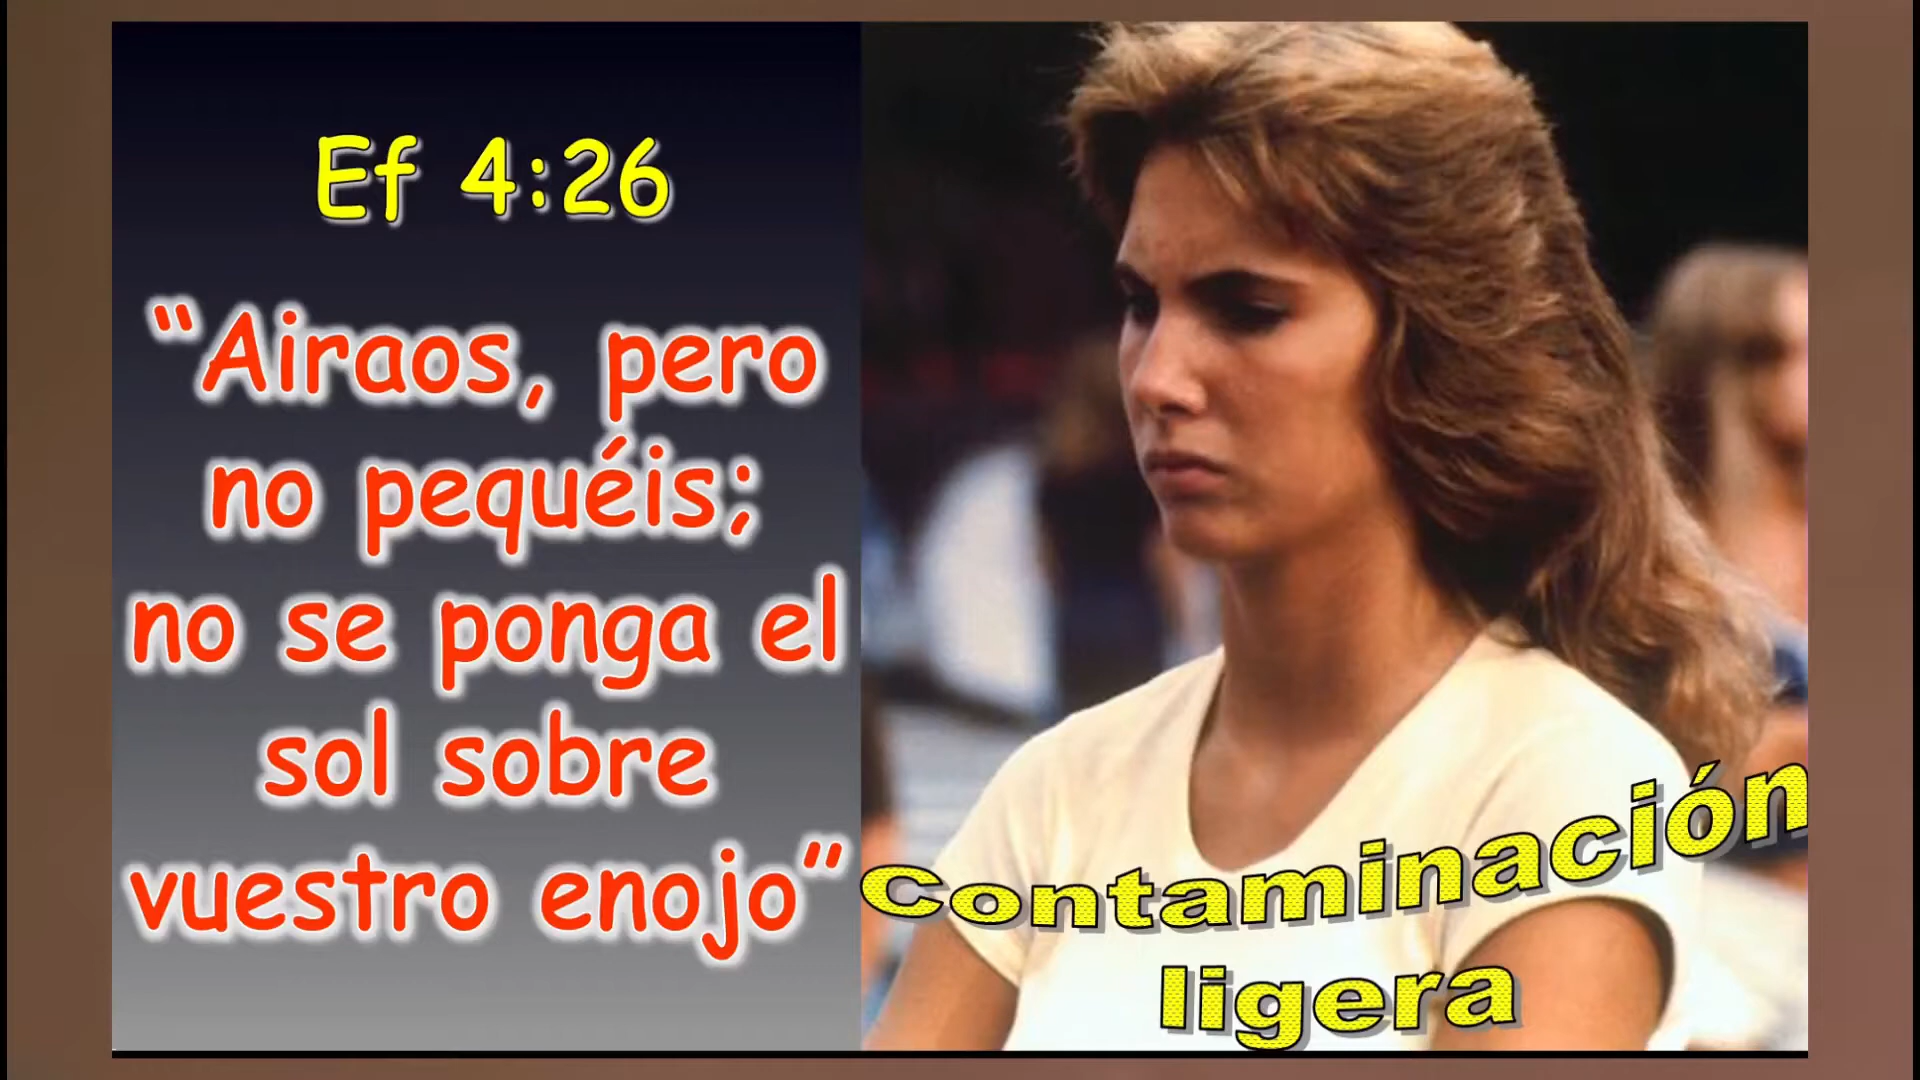 Ef 4:26
“Airaos, pero
no pequéis;
no se ponga el
sol sobre
vuestro enojo”
Contaminación
ligera